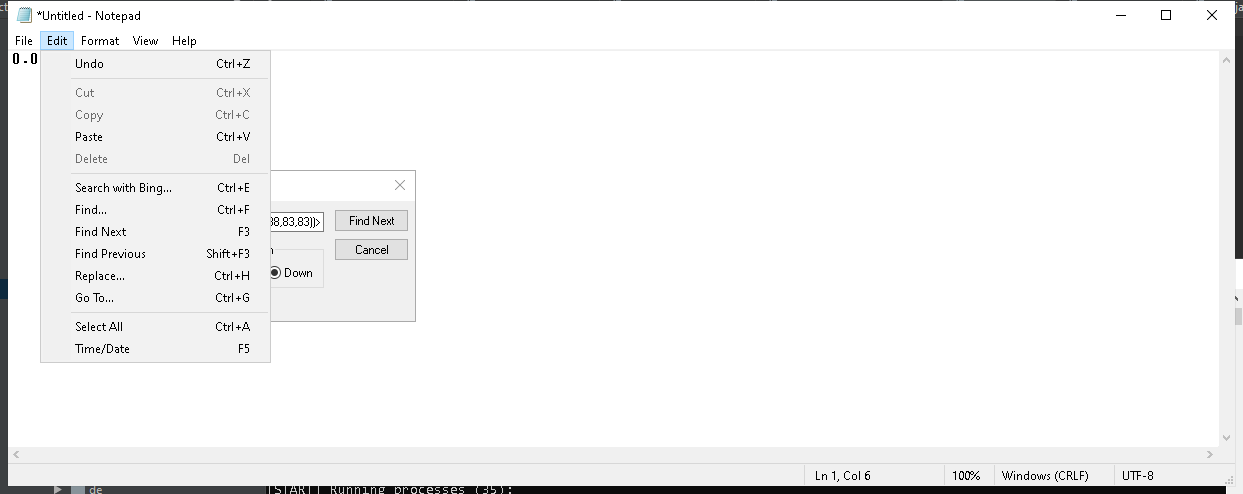 *Untitled - Notepad
File Edit Format View Help
0.0
Undo Ctrl+Z
Cut Ctrl+X
Copy Ctrl+C
Paste Ctrl+V
Delete Del
Search with Bing... Ctrl+E
Find... Ctrl+F
Find Next F3
Find Previous Shift+F3
Replace... Ctrl+H
Go To... Ctrl+G
Select All Ctrl+A
Time/Date F5
38,83,83))>
Find Next
Cancel
Down
Ln 1, Col 6 100% Windows (CRLF) UTF-8
de [START] Running processes (35):